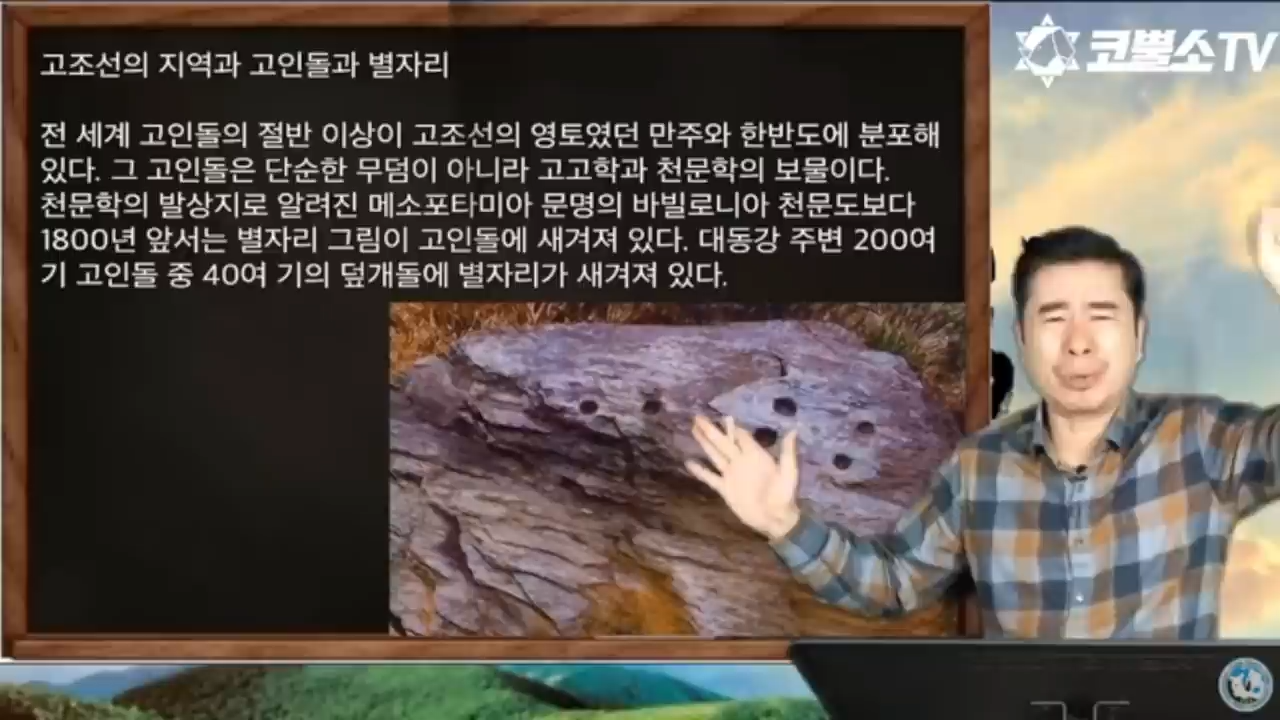 코뿔소TV
고조선의 지역과 고인돌과 별자리
전 세계 고인돌의 절반 이상이 고조선의 영토였던 만주와 한반도에 분포해
있다. 그 고인돌은 단순한 무덤이 아니라 고고학과 천문학의 보물이다.
천문학의 발상지로 알려진 메소포타미아 문명의 바빌로니아 천문도보다
1800년 앞서는 별자리 그림이 고인돌에 새겨져 있다. 대동강 주변 200여
기 고인돌 중 40여 기의 덮개돌에 별자리가 새겨져 있다.